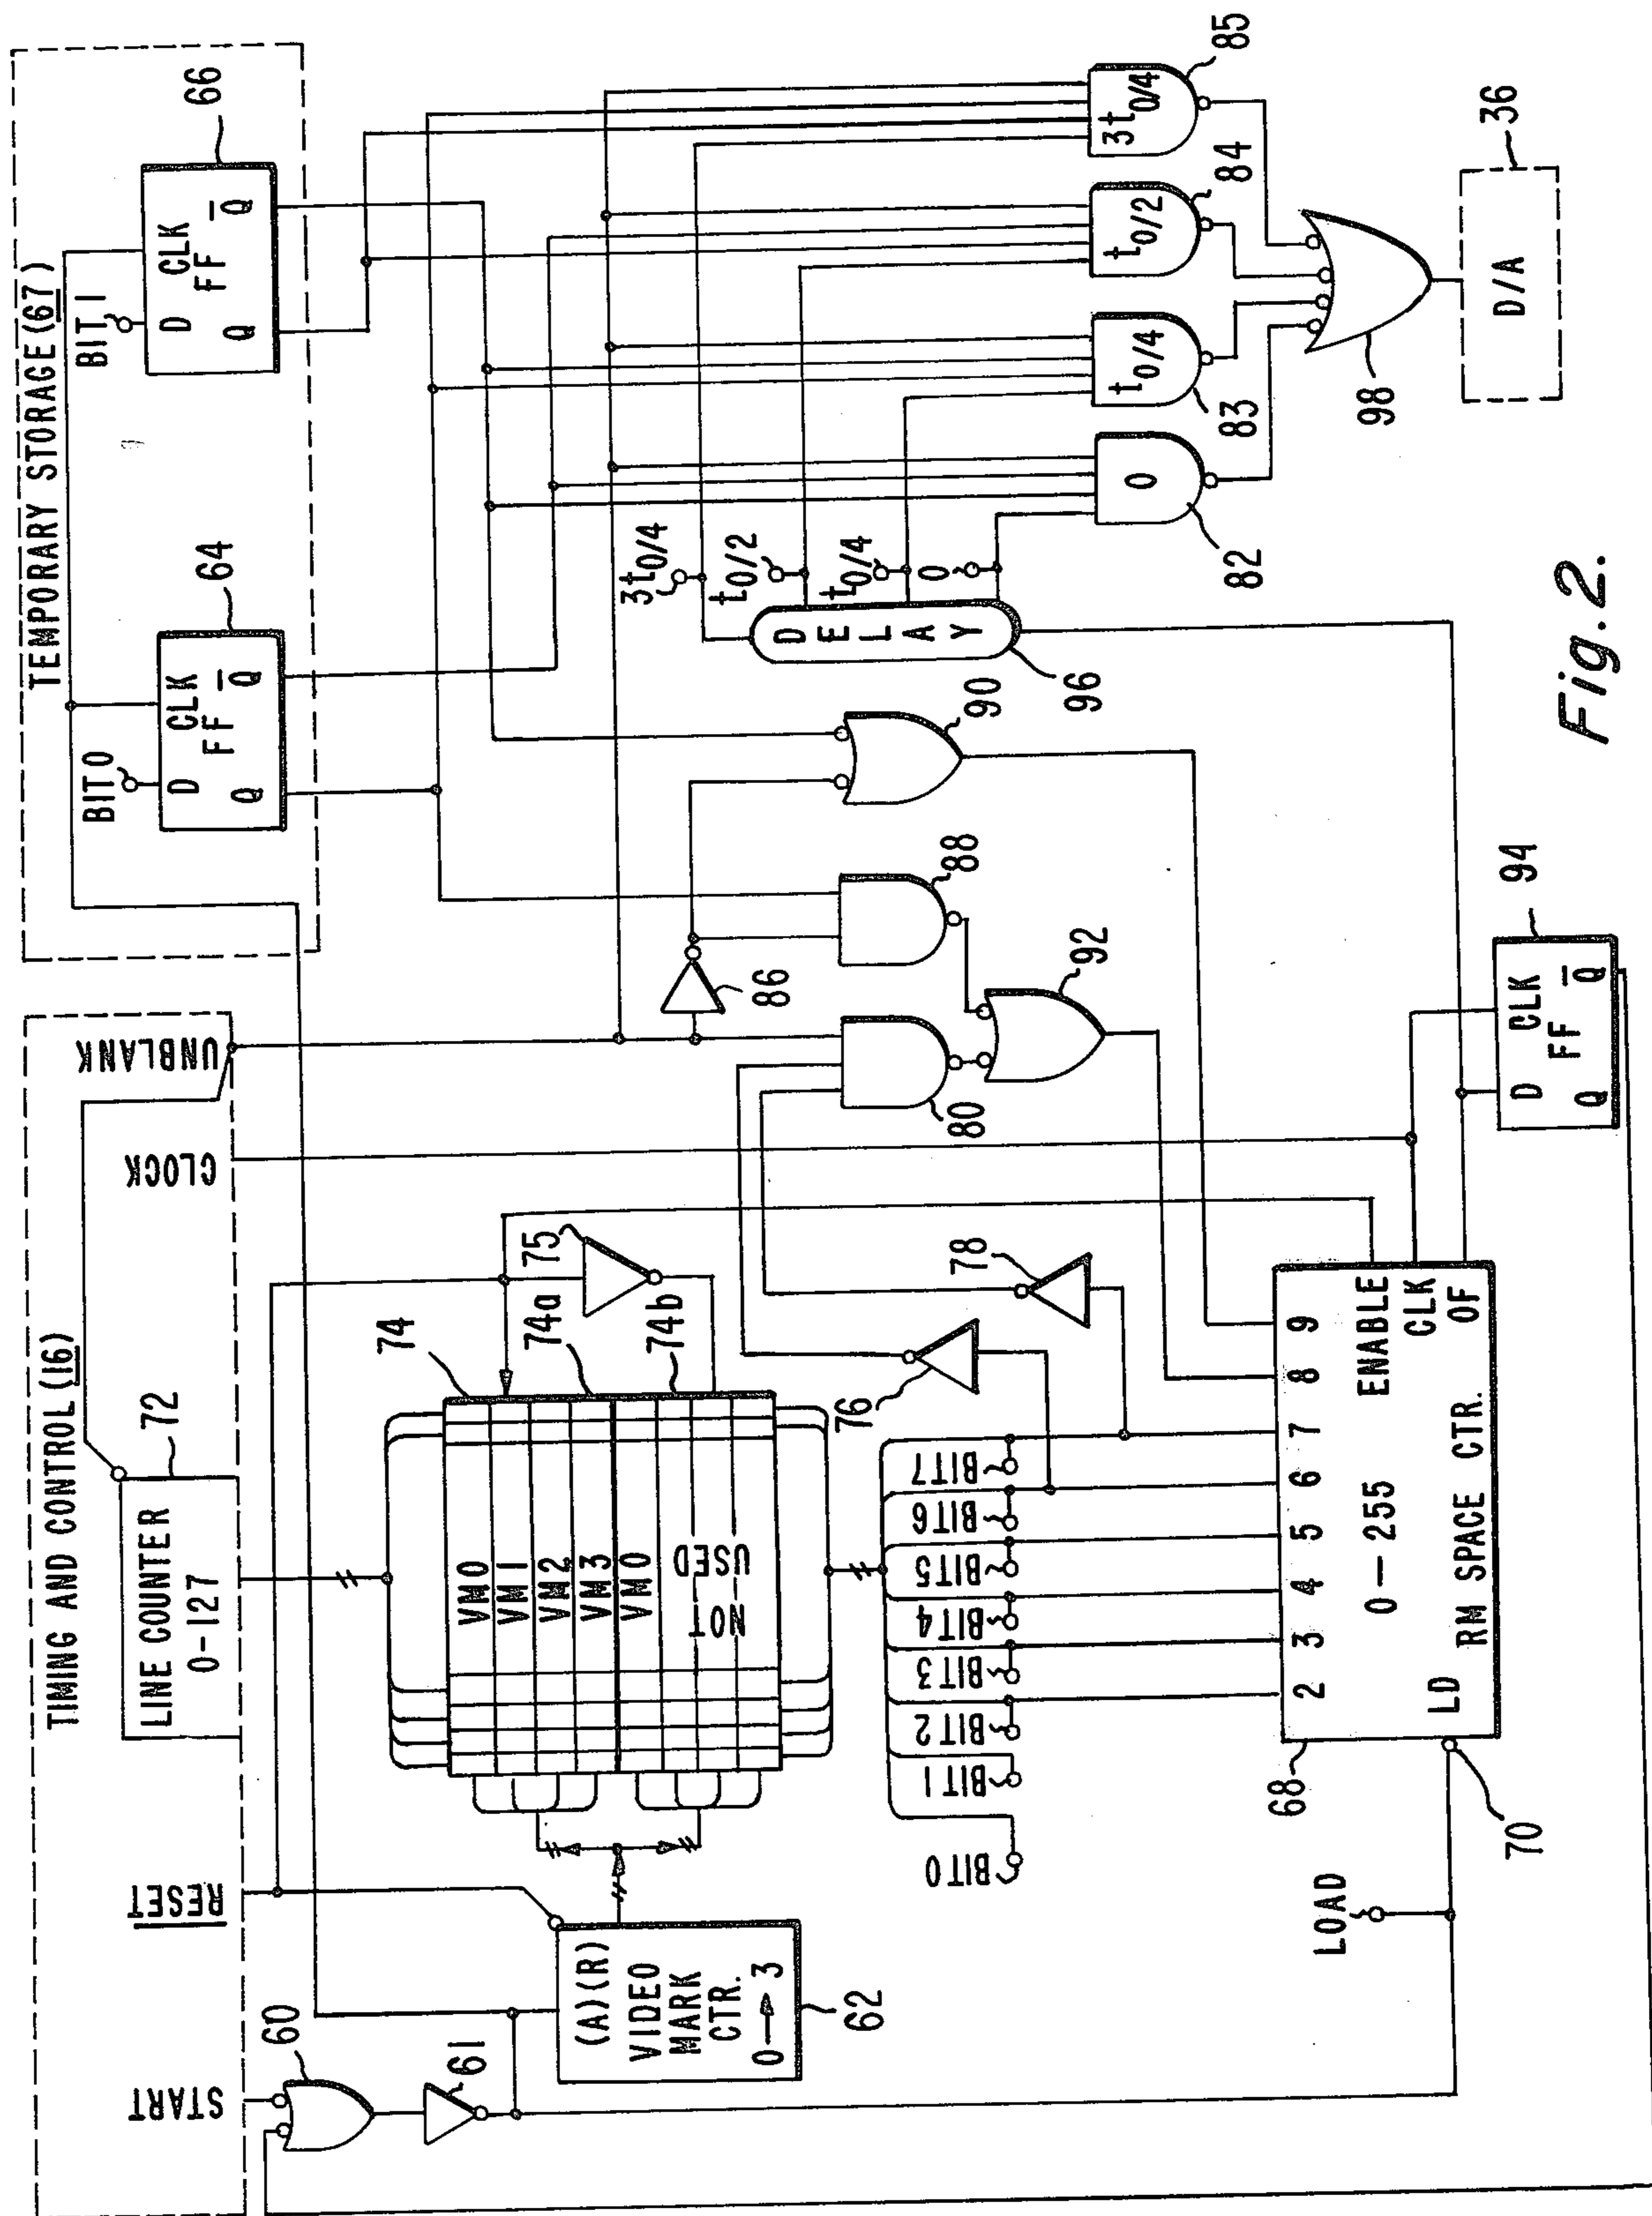 TEMPORARY STORAGE (67)
BIT 0
D CLK
FF
Q Q
64
BIT 1
D CLK
FF
Q Q
66
TIMING AND CONTROL (16)
START
RESET
LINE COUNTER
0-127
72
CLOCK
UNBLANK
60
61
(A)(R)
VIDEO
MARK
CTR.
0→3
62
74
74a
74b
75
VM0
VM1
VM2
VM3
VM0
NOT USED
BIT 0
BIT 1
BIT 2
BIT 3
BIT 4
BIT 5
BIT 6
BIT 7
76
78
80
86
88
90
92
DELAY
96
3t0/4
t0/2
t0/4
0
0
82
t0/4
83
t0/2
84
3t0/4
85
98
D/A
36
LOAD
70
68
2 3 4 5 6 7 8 9
0-255
ENABLE
CLK
LD
RM SPACE CTR.
OF
D CLK
FF
Q Q
94
Fig. 2.